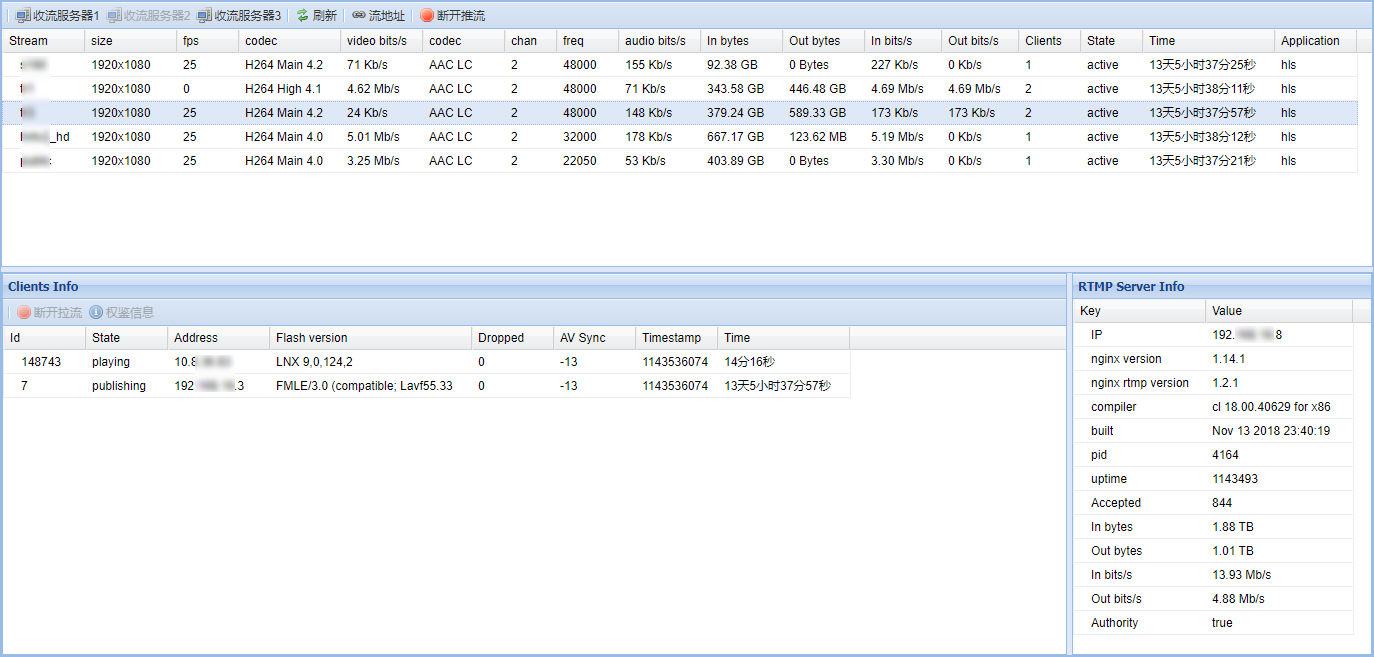 收流服务器1 收流服务器2 收流服务器3 刷新 流地址 断开推流
Stream size fps codec video bits/s codec chan freq audio bits/s In bytes Out bytes In bits/s Out bits/s Clients State Time Application
1920x1080 25 H264 Main 4.2 71 Kb/s AAC LC 2 48000 155 Kb/s 92.38 GB 0 Bytes 227 Kb/s 0 Kb/s 1 active 13天5小时37分25秒 hls
1920x1080 0 H264 High 4.1 4.62 Mb/s AAC LC 2 48000 71 Kb/s 343.58 GB 446.48 GB 4.69 Mb/s 4.69 Mb/s 2 active 13天5小时38分11秒 hls
1920x1080 25 H264 Main 4.2 24 Kb/s AAC LC 2 48000 148 Kb/s 379.24 GB 589.33 GB 173 Kb/s 173 Kb/s 2 active 13天5小时37分57秒 hls
_hd 1920x1080 25 H264 Main 4.0 5.01 Mb/s AAC LC 2 32000 178 Kb/s 667.17 GB 123.62 MB 5.19 Mb/s 0 Kb/s 1 active 13天5小时38分12秒 hls
1920x1080 25 H264 Main 4.0 3.25 Mb/s AAC LC 2 22050 53 Kb/s 403.89 GB 0 Bytes 3.30 Mb/s 0 Kb/s 1 active 13天5小时37分21秒 hls
Clients Info
断开拉流 权鉴信息
Id State Address Flash version Dropped AV Sync Timestamp Time
148743 playing 10.8 LNX 9,0,124,2 0 -13 1143536074 14分16秒
7 publishing 192 .3 FMLE/3.0 (compatible; Lavf55.33 0 -13 1143536074 13天5小时37分57秒
RTMP Server Info
Key Value
IP 192. .8
nginx version 1.14.1
nginx rtmp version 1.2.1
compiler cl 18.00.40629 for x86
built Nov 13 2018 23:40:19
pid 4164
uptime 1143493
Accepted 844
In bytes 1.88 TB
Out bytes 1.01 TB
In bits/s 13.93 Mb/s
Out bits/s 4.88 Mb/s
Authority true